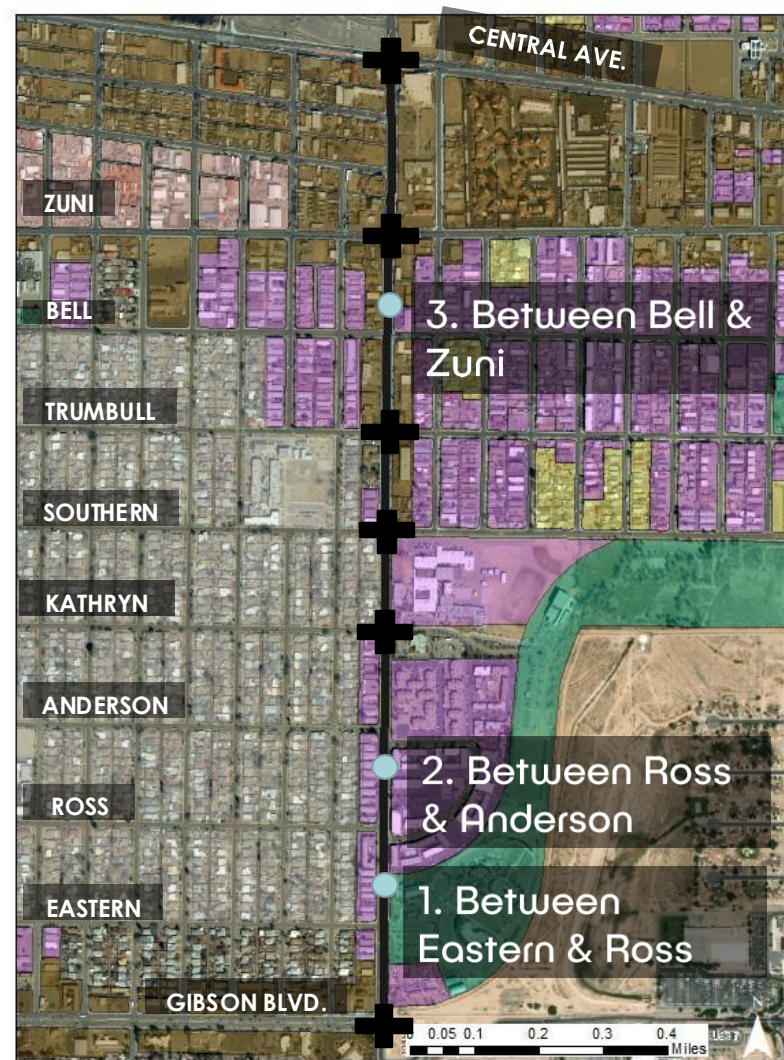 CENTRAL AVE.
ZUNI
BELL
3. Between Bell &
Zuni
TRUMBULL
SOUTHERN
KATHRYN
ANDERSON
2. Between Ross
& Anderson
ROSS
1. Between
Eastern & Ross
EASTERN
GIBSON BLVD.
N
0 0.05 0.1 0.2 0.3 0.4
Miles